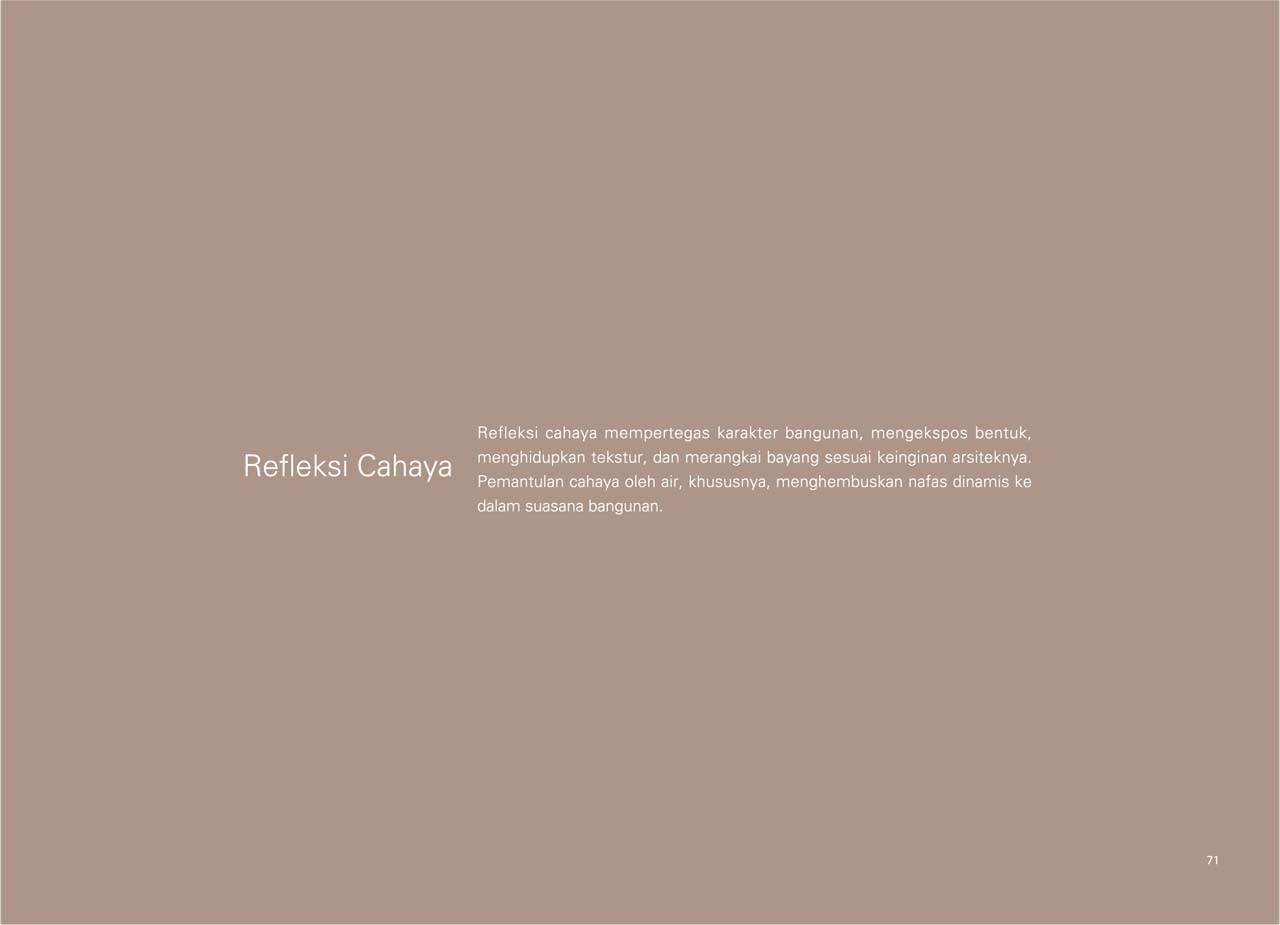 Refleksi Cahaya
Refleksi cahaya mempertegas karakter bangunan, mengekspos bentuk,
menghidupkan tekstur, dan merangkai bayang sesuai keinginan arsiteknya.
Pemantulan cahaya oleh air, khususnya, menghembuskan nafas dinamis ke
dalam suasana bangunan.
71